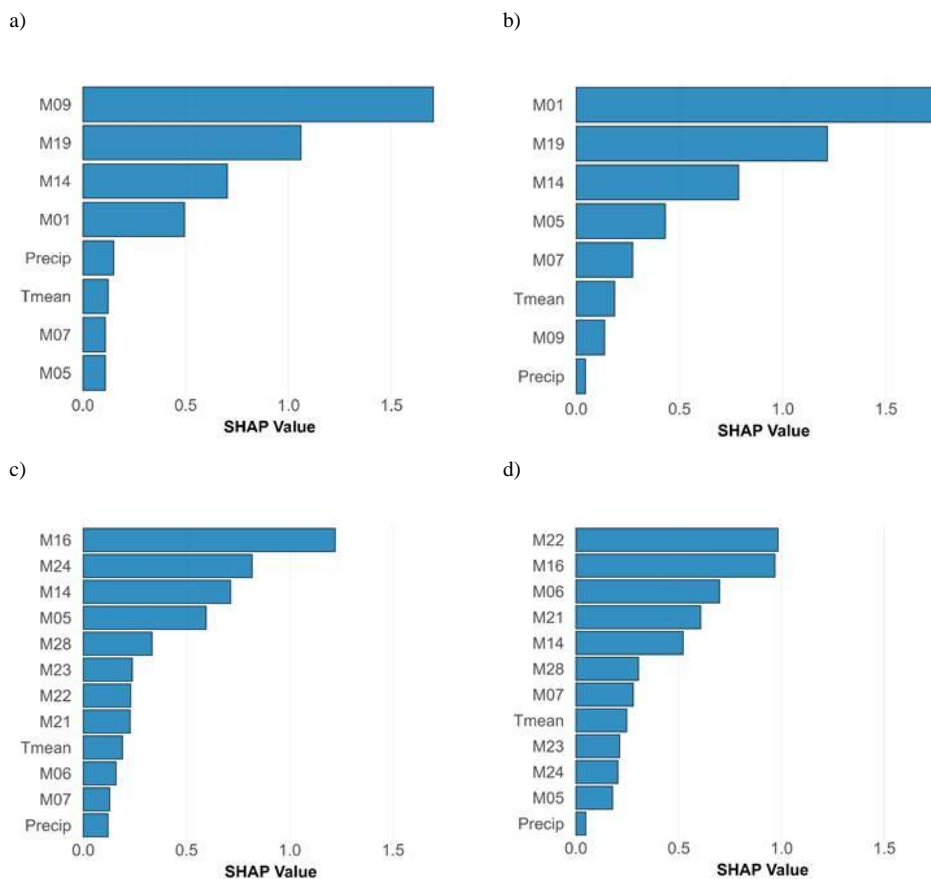 a)
M09
M19
M14
M01
Precip
Tmean
M07
M05
0.0 0.5 1.0 1.5
SHAP Value
b)
M01
M19
M14
M05
M07
Tmean
M09
Precip
0.0 0.5 1.0 1.5
SHAP Value
c)
M16
M24
M14
M05
M28
M23
M22
M21
Tmean
M06
M07
Precip
0.0 0.5 1.0 1.5
SHAP Value
d)
M22
M16
M06
M21
M14
M28
M07
Tmean
M23
M24
M05
Precip
0.0 0.5 1.0 1.5
SHAP Value